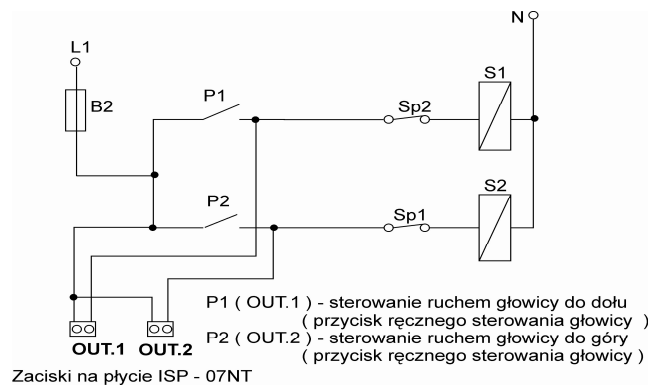 N
L1
S1
B2
P1
Sp2
S2
P2
Sp1
P1 ( OUT.1 ) - sterowanie ruchem głowicy do dołu
( przycisk ręcznego sterowania głowicy )
P2 ( OUT.2 ) - sterowanie ruchem głowicy do góry
( przycisk ręcznego sterowania głowicy )
OUT.1 OUT.2
Zaciski na płycie ISP - 07NT